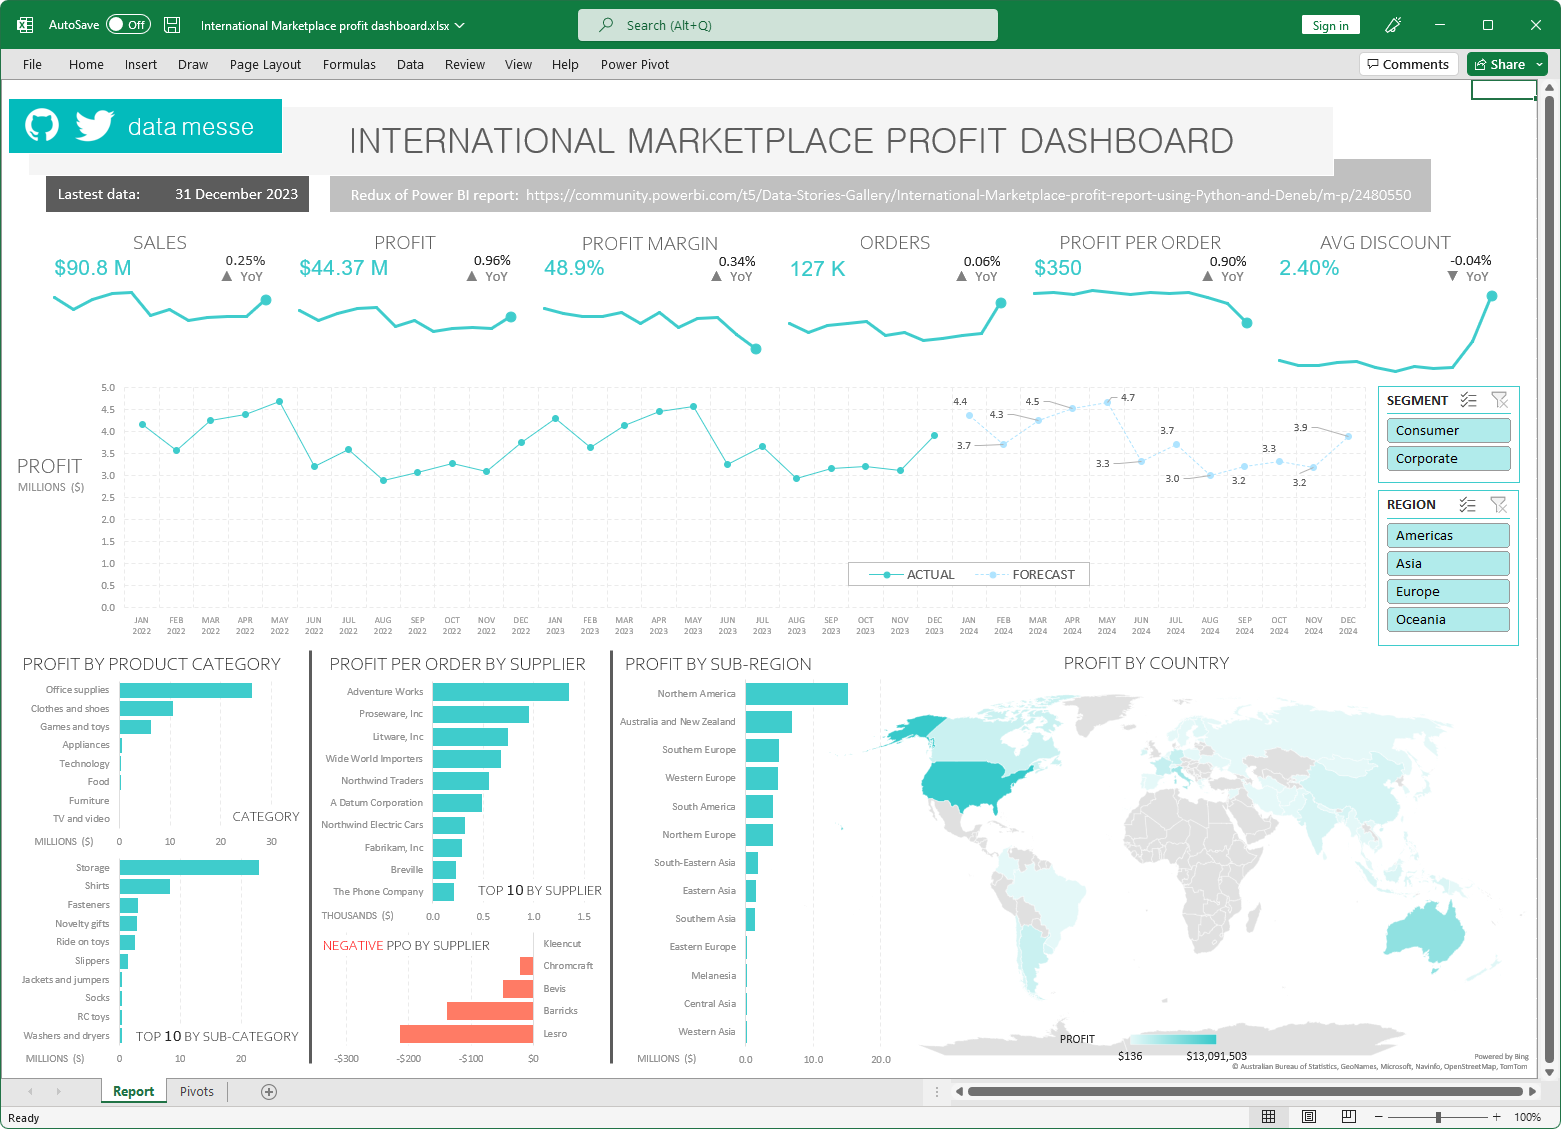 AutoSave Off International Marketplace profit dashboard.xlsx Search (Alt+Q) Sign in
File Home Insert Draw Page Layout Formulas Data Review View Help Power Pivot Comments Share
data messe
INTERNATIONAL MARKETPLACE PROFIT DASHBOARD
Lastest data: 31 December 2023
Redux of Power BI report: https://community.powerbi.com/t5/Data-Stories-Gallery/International-Marketplace-profit-report-using-Python-and-Deneb/m-p/2480550
SALES
$90.8 M
0.25%
▲ YoY
PROFIT
$44.37 M
0.96%
▲ YoY
PROFIT MARGIN
48.9%
0.34%
▲ YoY
ORDERS
127 K
0.06%
▲ YoY
PROFIT PER ORDER
$350
0.90%
▲ YoY
AVG DISCOUNT
2.40%
-0.04%
▼ YoY
PROFIT
MILLIONS ($)
5.0
4.5
4.0
3.5
3.0
2.5
2.0
1.5
1.0
0.5
0.0
4.4
3.7
4.3
4.5
4.7
3.3
3.7
3.0
3.2
3.3
3.2
3.9
ACTUAL FORECAST
JAN FEB MAR APR MAY JUN JUL AUG SEP OCT NOV DEC JAN FEB MAR APR MAY JUN JUL AUG SEP OCT NOV DEC JAN FEB MAR APR MAY JUN JUL AUG SEP OCT NOV DEC
2022 2022 2022 2022 2022 2022 2022 2022 2022 2022 2022 2022 2023 2023 2023 2023 2023 2023 2023 2023 2023 2023 2023 2023 2024 2024 2024 2024 2024 2024 2024 2024 2024 2024 2024 2024
SEGMENT
Consumer
Corporate
REGION
Americas
Asia
Europe
Oceania
PROFIT BY PRODUCT CATEGORY
Office supplies
Clothes and shoes
Games and toys
Appliances
Technology
Food
Furniture
TV and video
CATEGORY
MILLIONS ($) 0 10 20 30
Storage
Shirts
Fasteners
Novelty gifts
Ride on toys
Slippers
Jackets and jumpers
Socks
RC toys
Washers and dryers
TOP 10 BY SUB-CATEGORY
MILLIONS ($) 0 10 20
PROFIT PER ORDER BY SUPPLIER
Adventure Works
Proseware, Inc
Litware, Inc
Wide World Importers
Northwind Traders
A Datum Corporation
Northwind Electric Cars
Fabrikam, Inc
Breville
The Phone Company
TOP 10 BY SUPPLIER
THOUSANDS ($) 0.0 0.5 1.0 1.5
NEGATIVE PPO BY SUPPLIER
Kleencut
Chromcraft
Bevis
Barricks
Lesro
-$300 -$200 -$100 $0
PROFIT BY SUB-REGION
Northern America
Australia and New Zealand
Southern Europe
Western Europe
South America
Northern Europe
South-Eastern Asia
Eastern Asia
Southern Asia
Eastern Europe
Melanesia
Central Asia
Western Asia
MILLIONS ($) 0.0 10.0 20.0
PROFIT BY COUNTRY
PROFIT
$136 $13,091,503
Powered by Bing
© Australian Bureau of Statistics, GeoNames, Microsoft, Navinfo, OpenStreetMap, TomTom
Report Pivots
Ready 100%